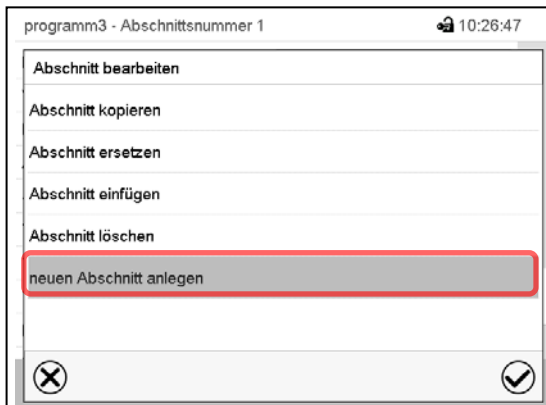 programm3 - Abschnittsnummer 1 10:26:47
Abschnitt bearbeiten
Abschnitt kopieren
Abschnitt ersetzen
Abschnitt einfügen
Abschnitt löschen
neuen Abschnitt anlegen